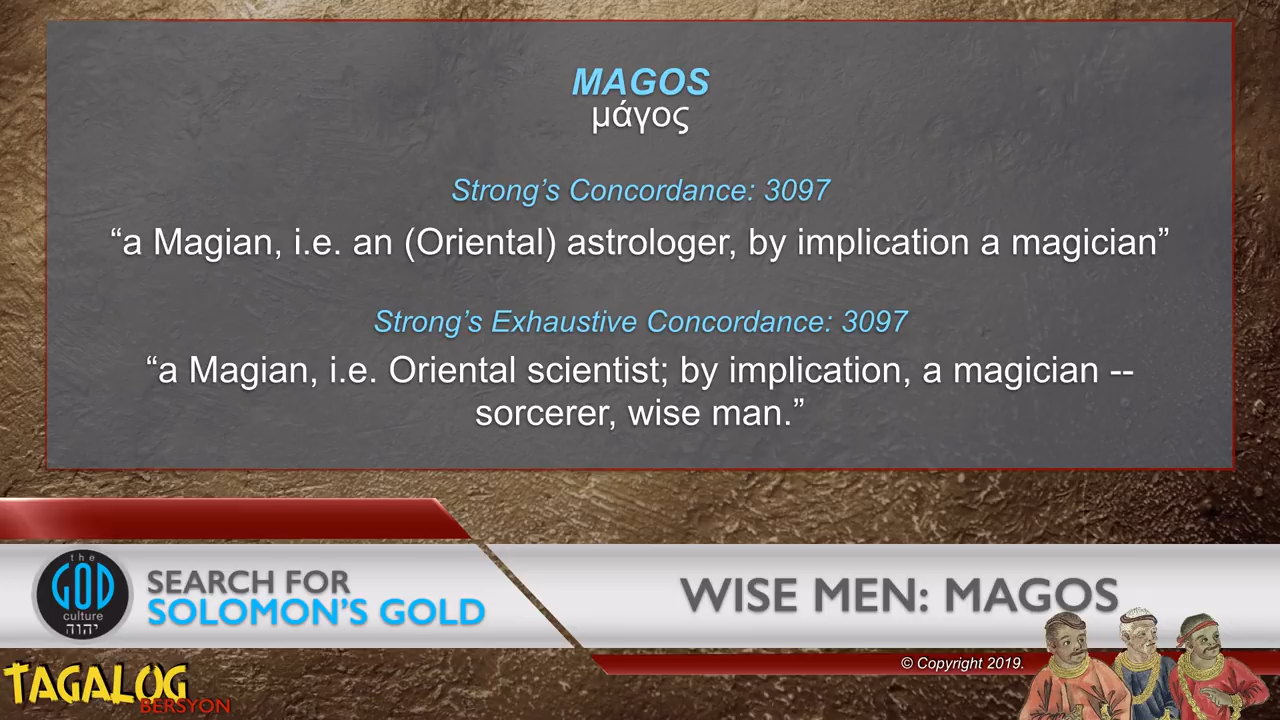 MAGOS
μάγος
Strong's Concordance: 3097
“a Magian, i.e. an (Oriental) astrologer, by implication a magician”
Strong's Exhaustive Concordance: 3097
“a Magian, i.e. Oriental scientist; by implication, a magician --
sorcerer, wise man.”
the
GOD
culture
יהוה
SEARCH FOR
SOLOMON'S GOLD
WISE MEN: MAGOS
© Copyright 2019.
TAGALOG
BERSYON